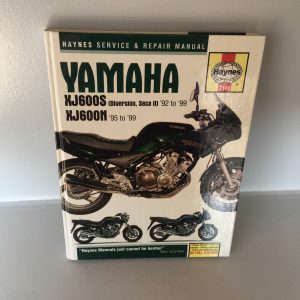 HAYNES SERVICE & REPAIR MANUAL
YAMAHA
Haynes
XJ600S (Diversion, Seca II) '92 to '99
XJ600N '95 to '99
"Haynes Manuals just cannot be beaten"